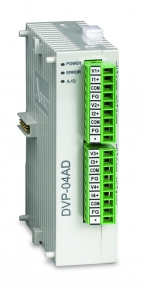 POWER
ERROR
A/D
V1+
I1+
COM
FG
V2+
I2+
COM
FG
•
V3+
I3+
COM
FG
V4+
I4+
COM
FG
•
DVP-04AD